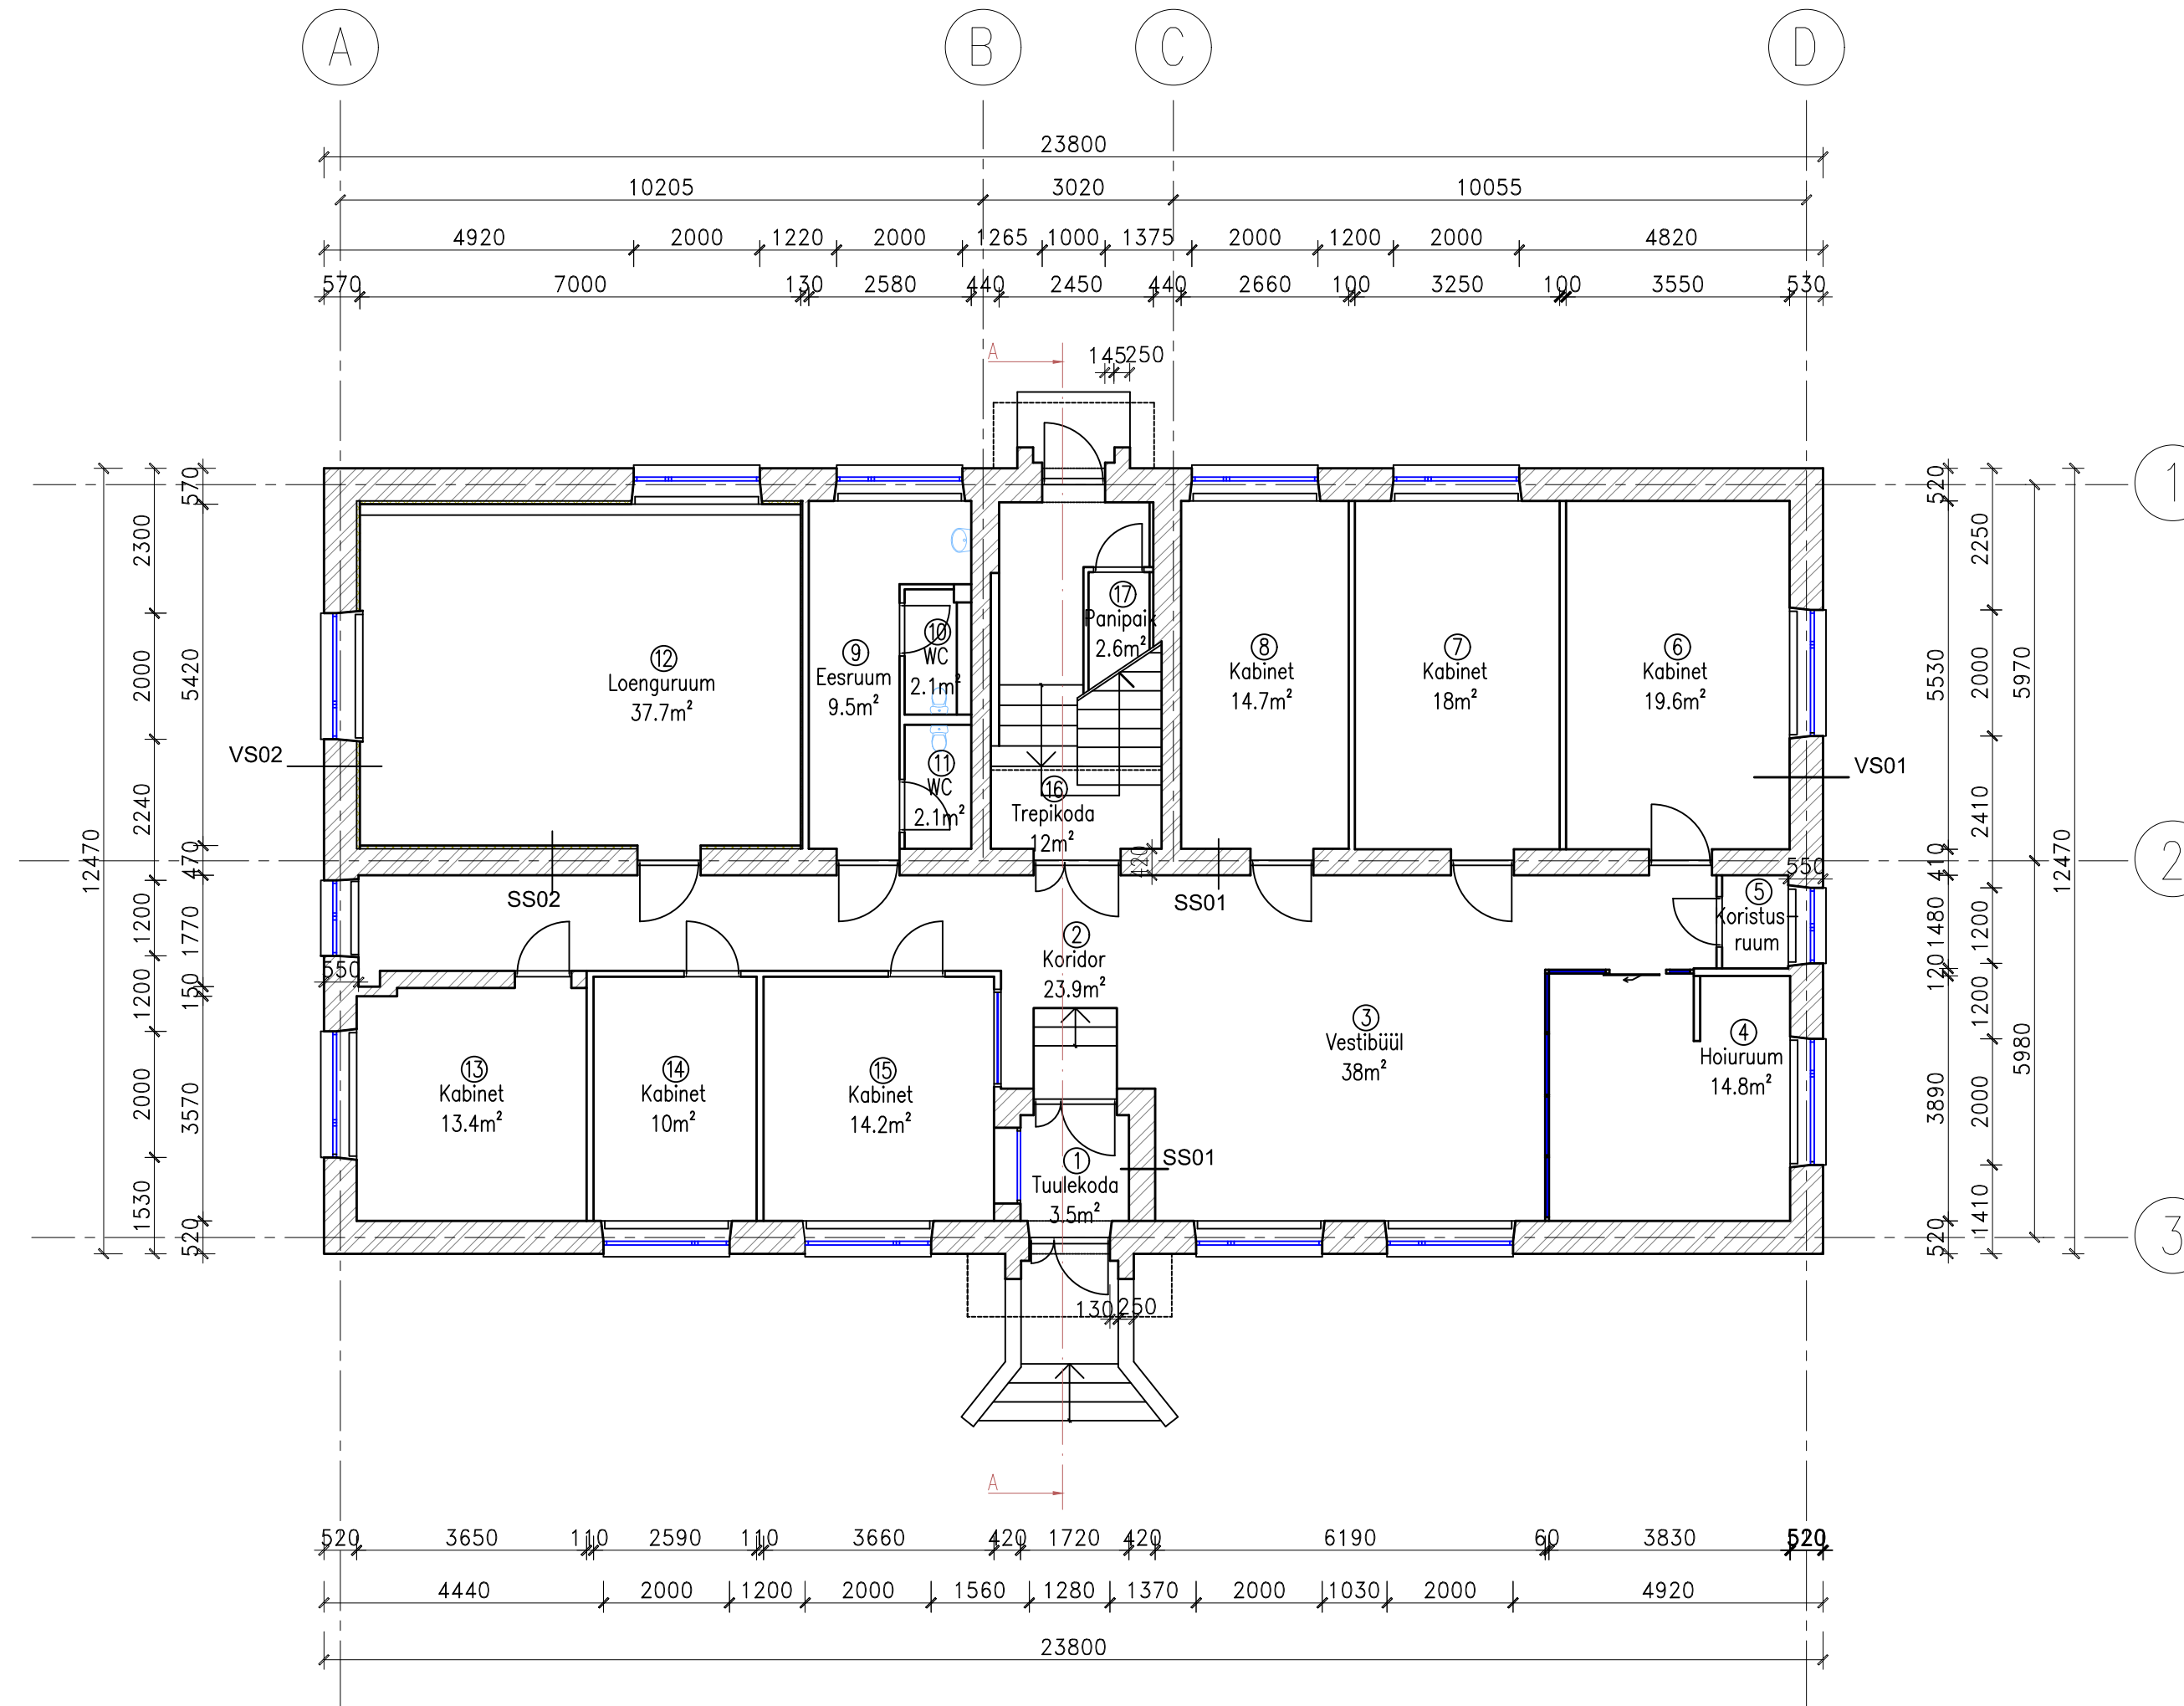 A B C D
23800
10205 3020 10055
4920 2000 1220 2000 1265 1000 1375 2000 1200 2000 4820
570 7000 130 2580 440 2450 440 2660 100 3250 100 3550 530
A
145 250
1
2
3
12470
2300 2000 2240 1200 1200 2000 1530
570 5420 470 1770 150 3570 520
520 5530 410 1480 120 3890 520
2250 2000 2410 1200 1200 2000 1410
5970 5980
12470
17
Panipaik
2.6m²
12
Loenguruum
37.7m²
9
Eesruum
9.5m²
10
WC
2.1m²
8
Kabinet
14.7m²
7
Kabinet
18m²
6
Kabinet
19.6m²
VS02
VS01
11
WC
2.1m²
16
Trepikoda
12m²
420
550
SS02
SS01
5
Koristus-
ruum
2
Koridor
23.9m²
550
3
Vestibüül
38m²
4
Hoiuruum
14.8m²
13
Kabinet
13.4m²
14
Kabinet
10m²
15
Kabinet
14.2m²
1
Tuulekoda
3.5m²
SS01
130 250
A
520 3650 110 2590 110 3660 420 1720 420 6190 60 3830 520
4440 2000 1200 2000 1560 1280 1370 2000 1030 2000 4920
23800